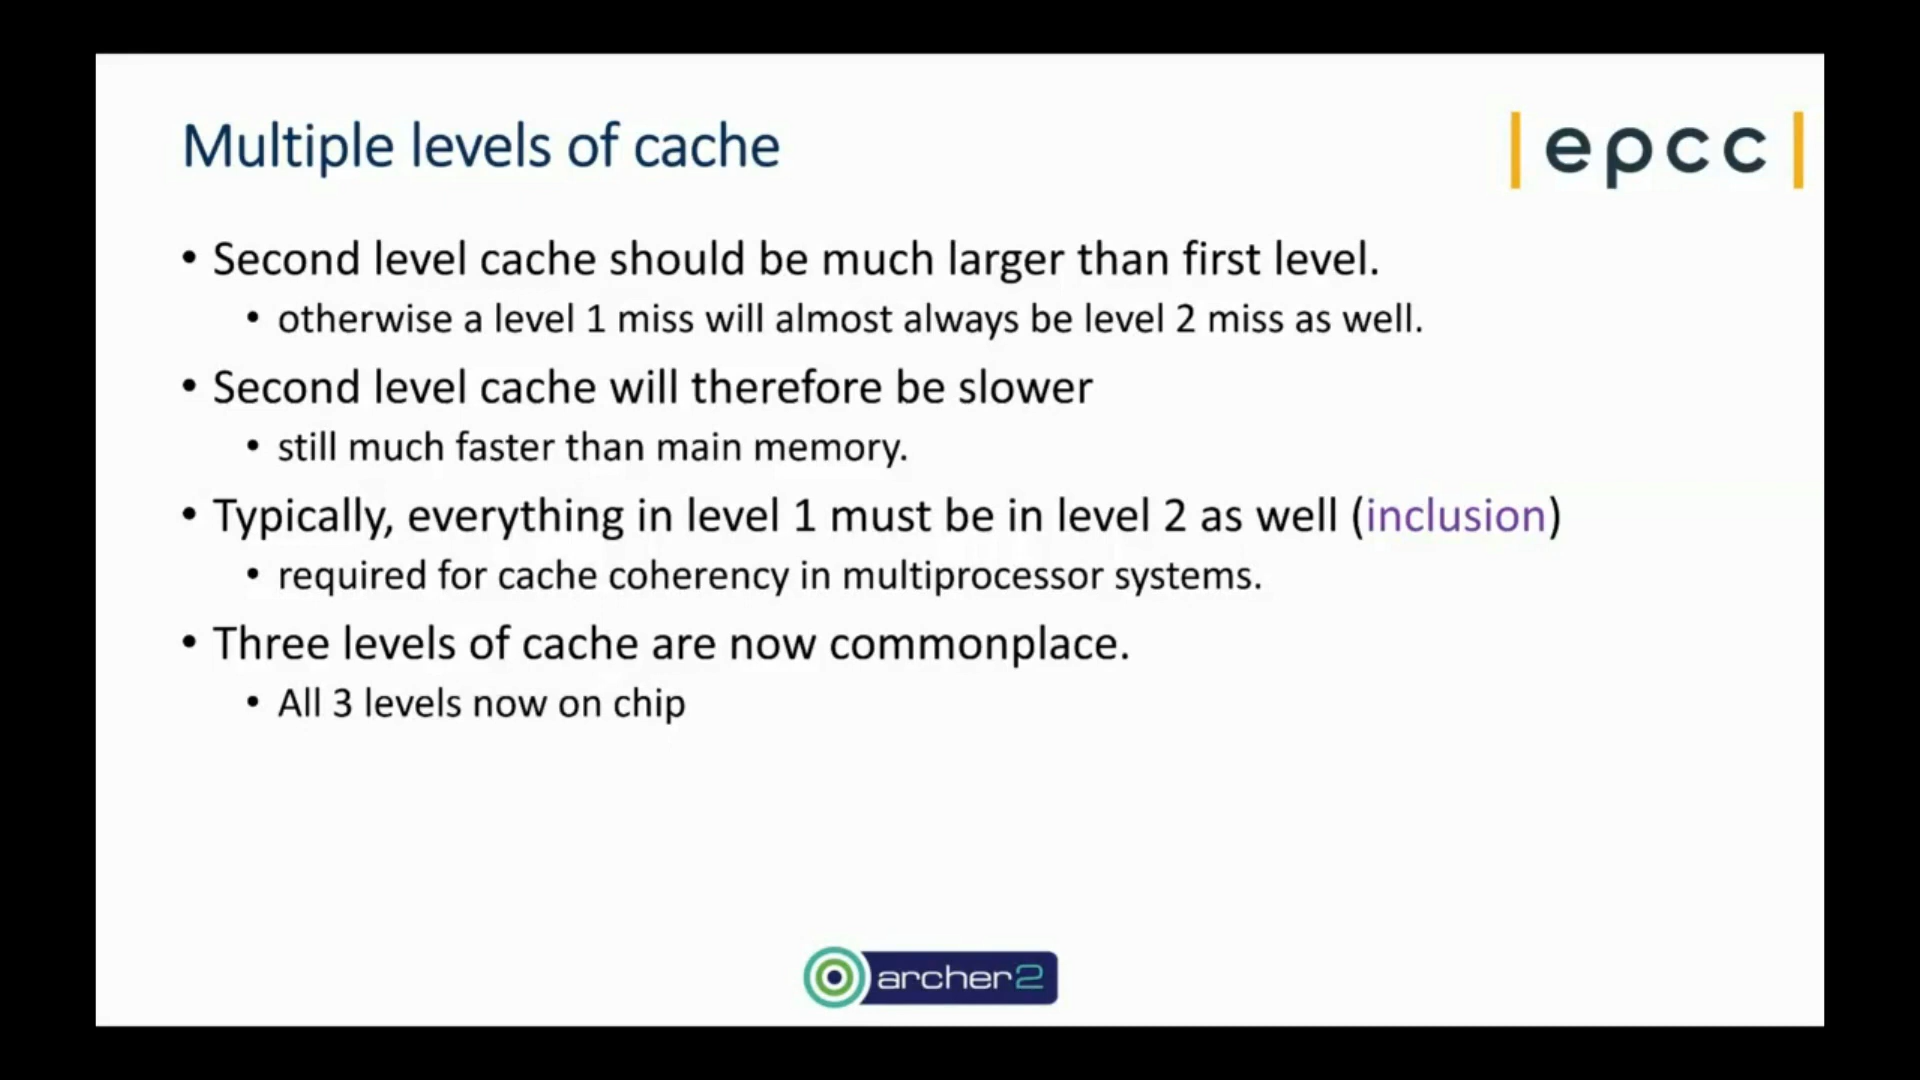 Multiple levels of cache
|epcc|
• Second level cache should be much larger than first level.
• otherwise a level 1 miss will almost always be level 2 miss as well.
• Second level cache will therefore be slower
• still much faster than main memory.
• Typically, everything in level 1 must be in level 2 as well (inclusion)
• required for cache coherency in multiprocessor systems.
• Three levels of cache are now commonplace.
• All 3 levels now on chip
archer2